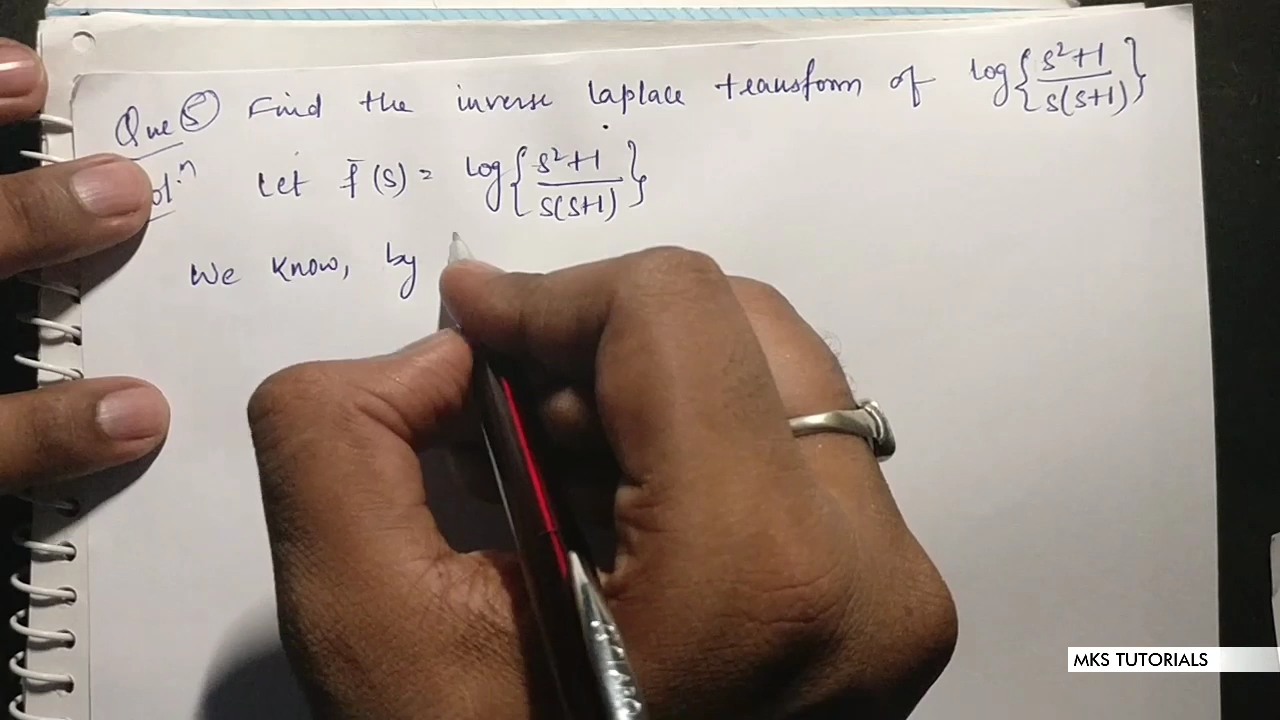 Que ⑤ Find the inverse Laplace transform of log{s²+1/s(s+1)}
Let f̄(s) = log{s²+1/s(s+1)}
We know, by
MKS TUTORIALS